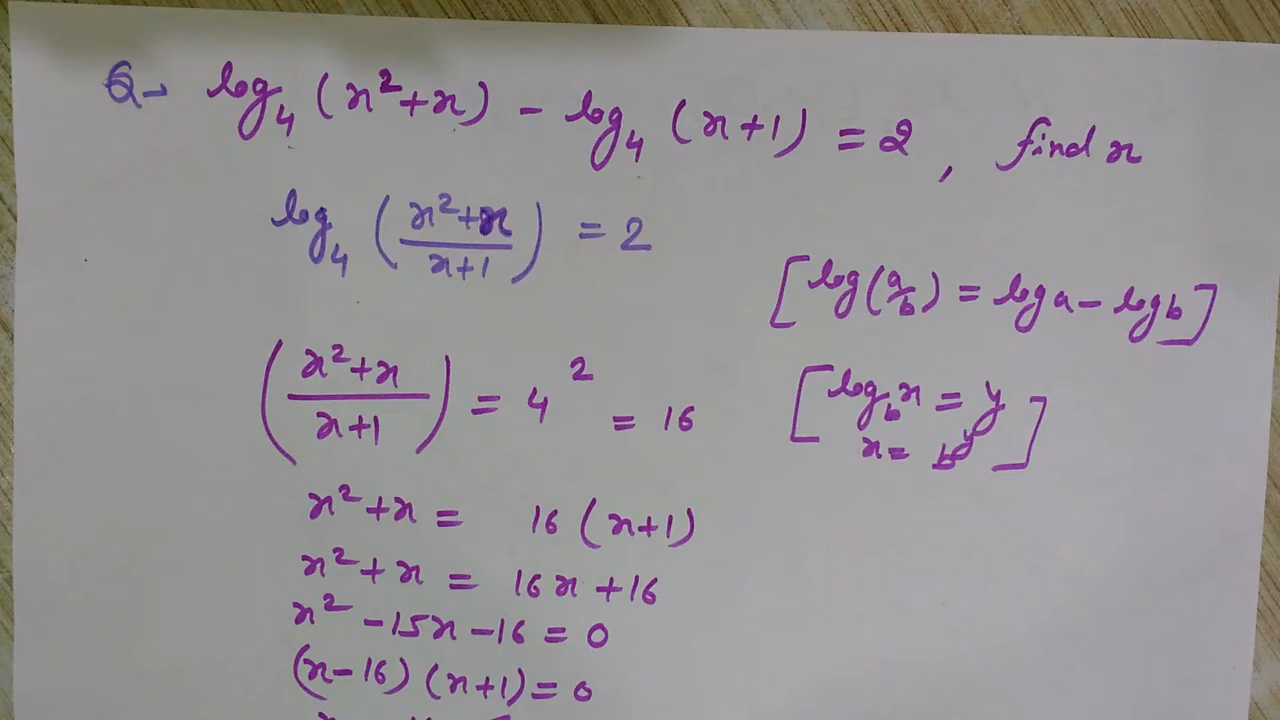 Q→ log₄(x²+x) - log₄(x+1) = 2, find x
log₄((x²+x)/(x+1)) = 2
[log(a/b) = log a - log b]
((x²+x)/(x+1)) = 4² = 16
[log_b x = y
x = b^y]
x²+x = 16(x+1)
x²+x = 16x+16
x²-15x-16 = 0
(x-16)(x+1) = 0